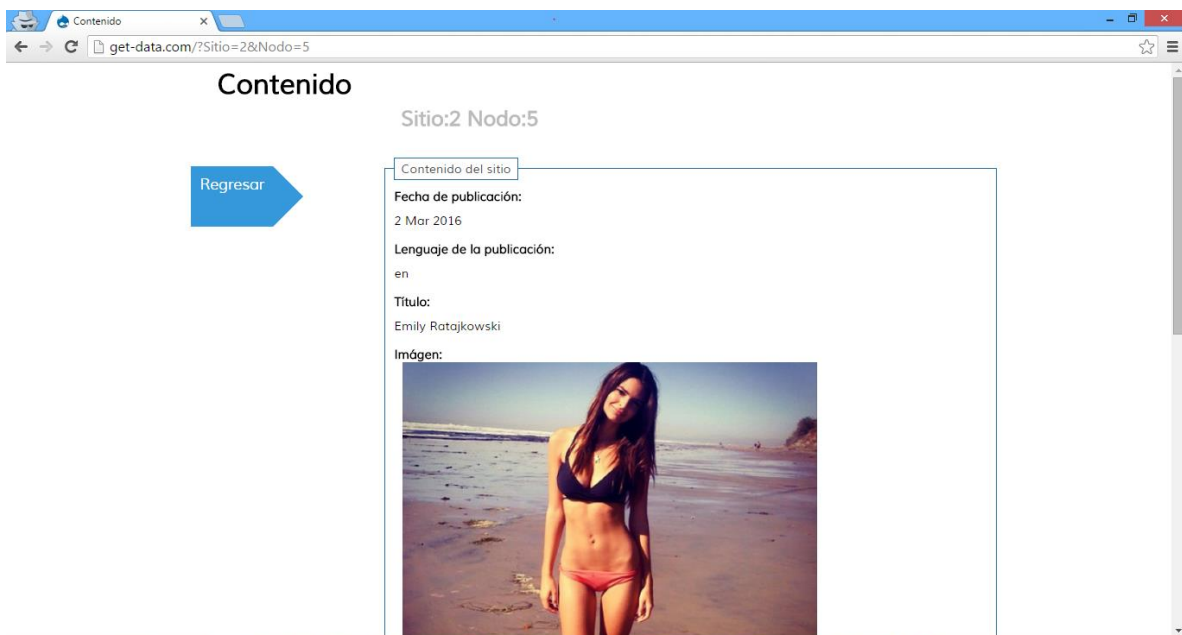 Contenido
get-data.com/?Sitio=2&Nodo=5
Contenido
Sitio:2 Nodo:5
Regresar
Contenido del sitio
Fecha de publicación:
2 Mar 2016
Lenguaje de la publicación:
en
Título:
Emily Ratajkowski
Imágen: